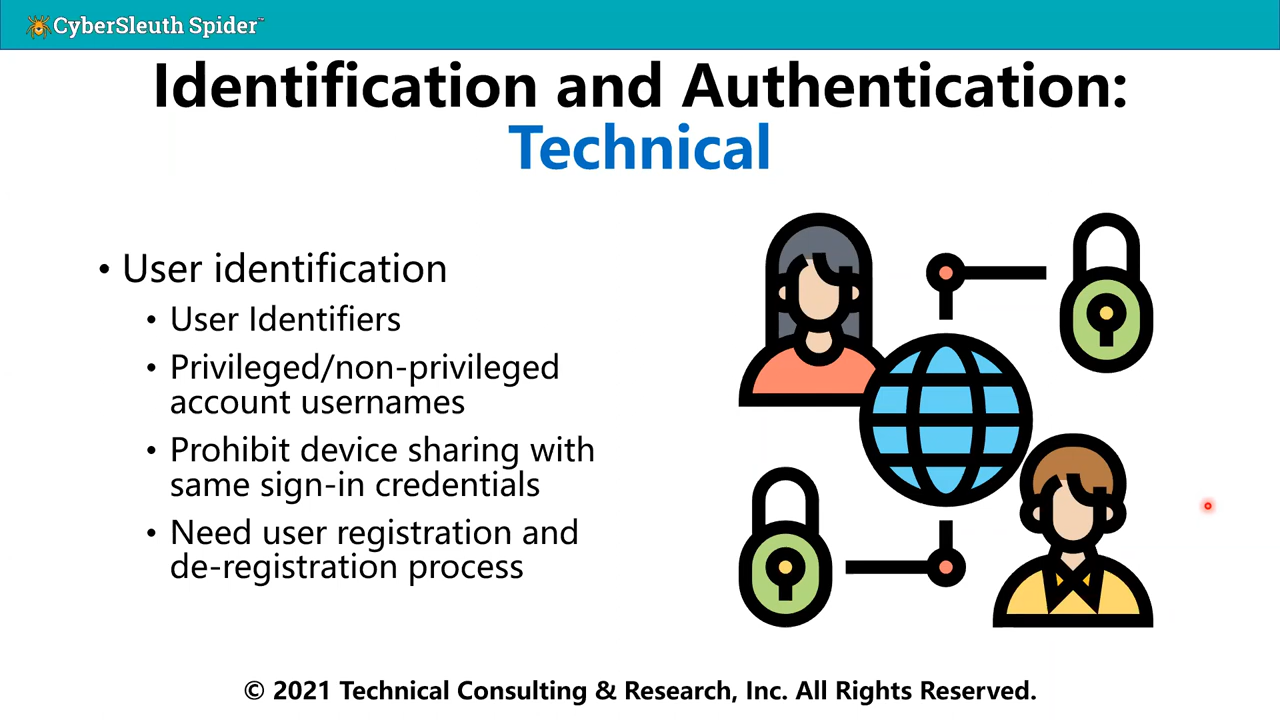 CyberSleuth Spider™
Identification and Authentication:
Technical
• User identification
• User Identifiers
• Privileged/non-privileged
account usernames
• Prohibit device sharing with
same sign-in credentials
• Need user registration and
de-registration process
© 2021 Technical Consulting & Research, Inc. All Rights Reserved.